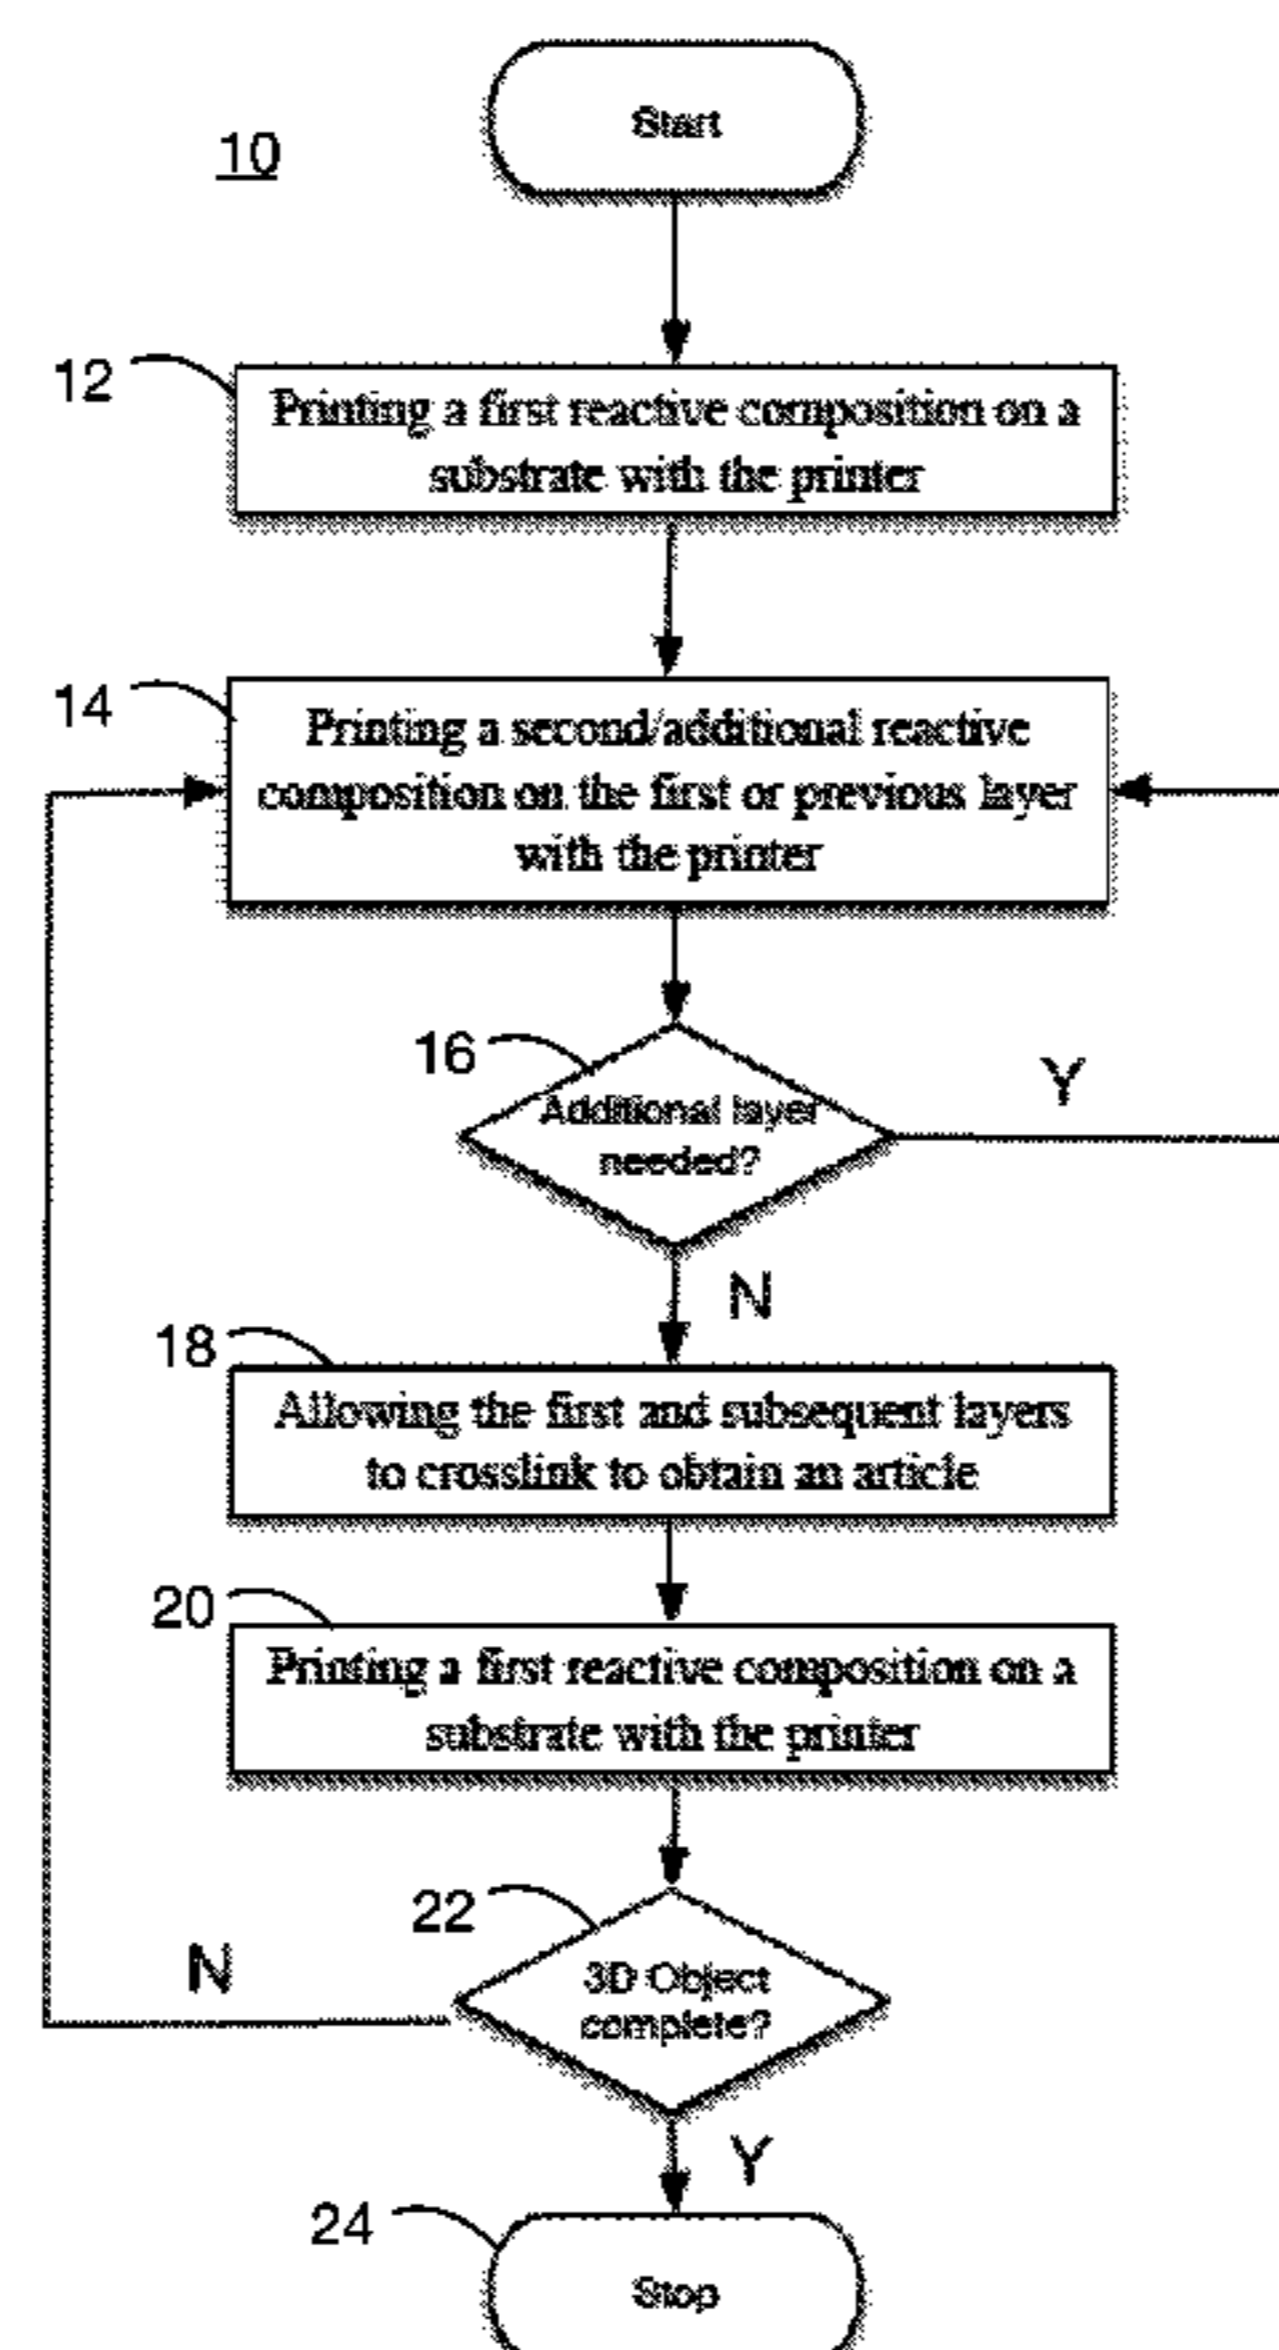 Start
10
12
Printing a first reactive composition on a
substrate with the printer
14
Printing a second/additional reactive
composition on the first or previous layer
with the printer
16
Additional layer
needed?
Y
N
18
Allowing the first and subsequent layers
to crosslink to obtain an article
20
Printing a first reactive composition on a
substrate with the printer
22
3D Object
complete?
N
Y
24
Stop